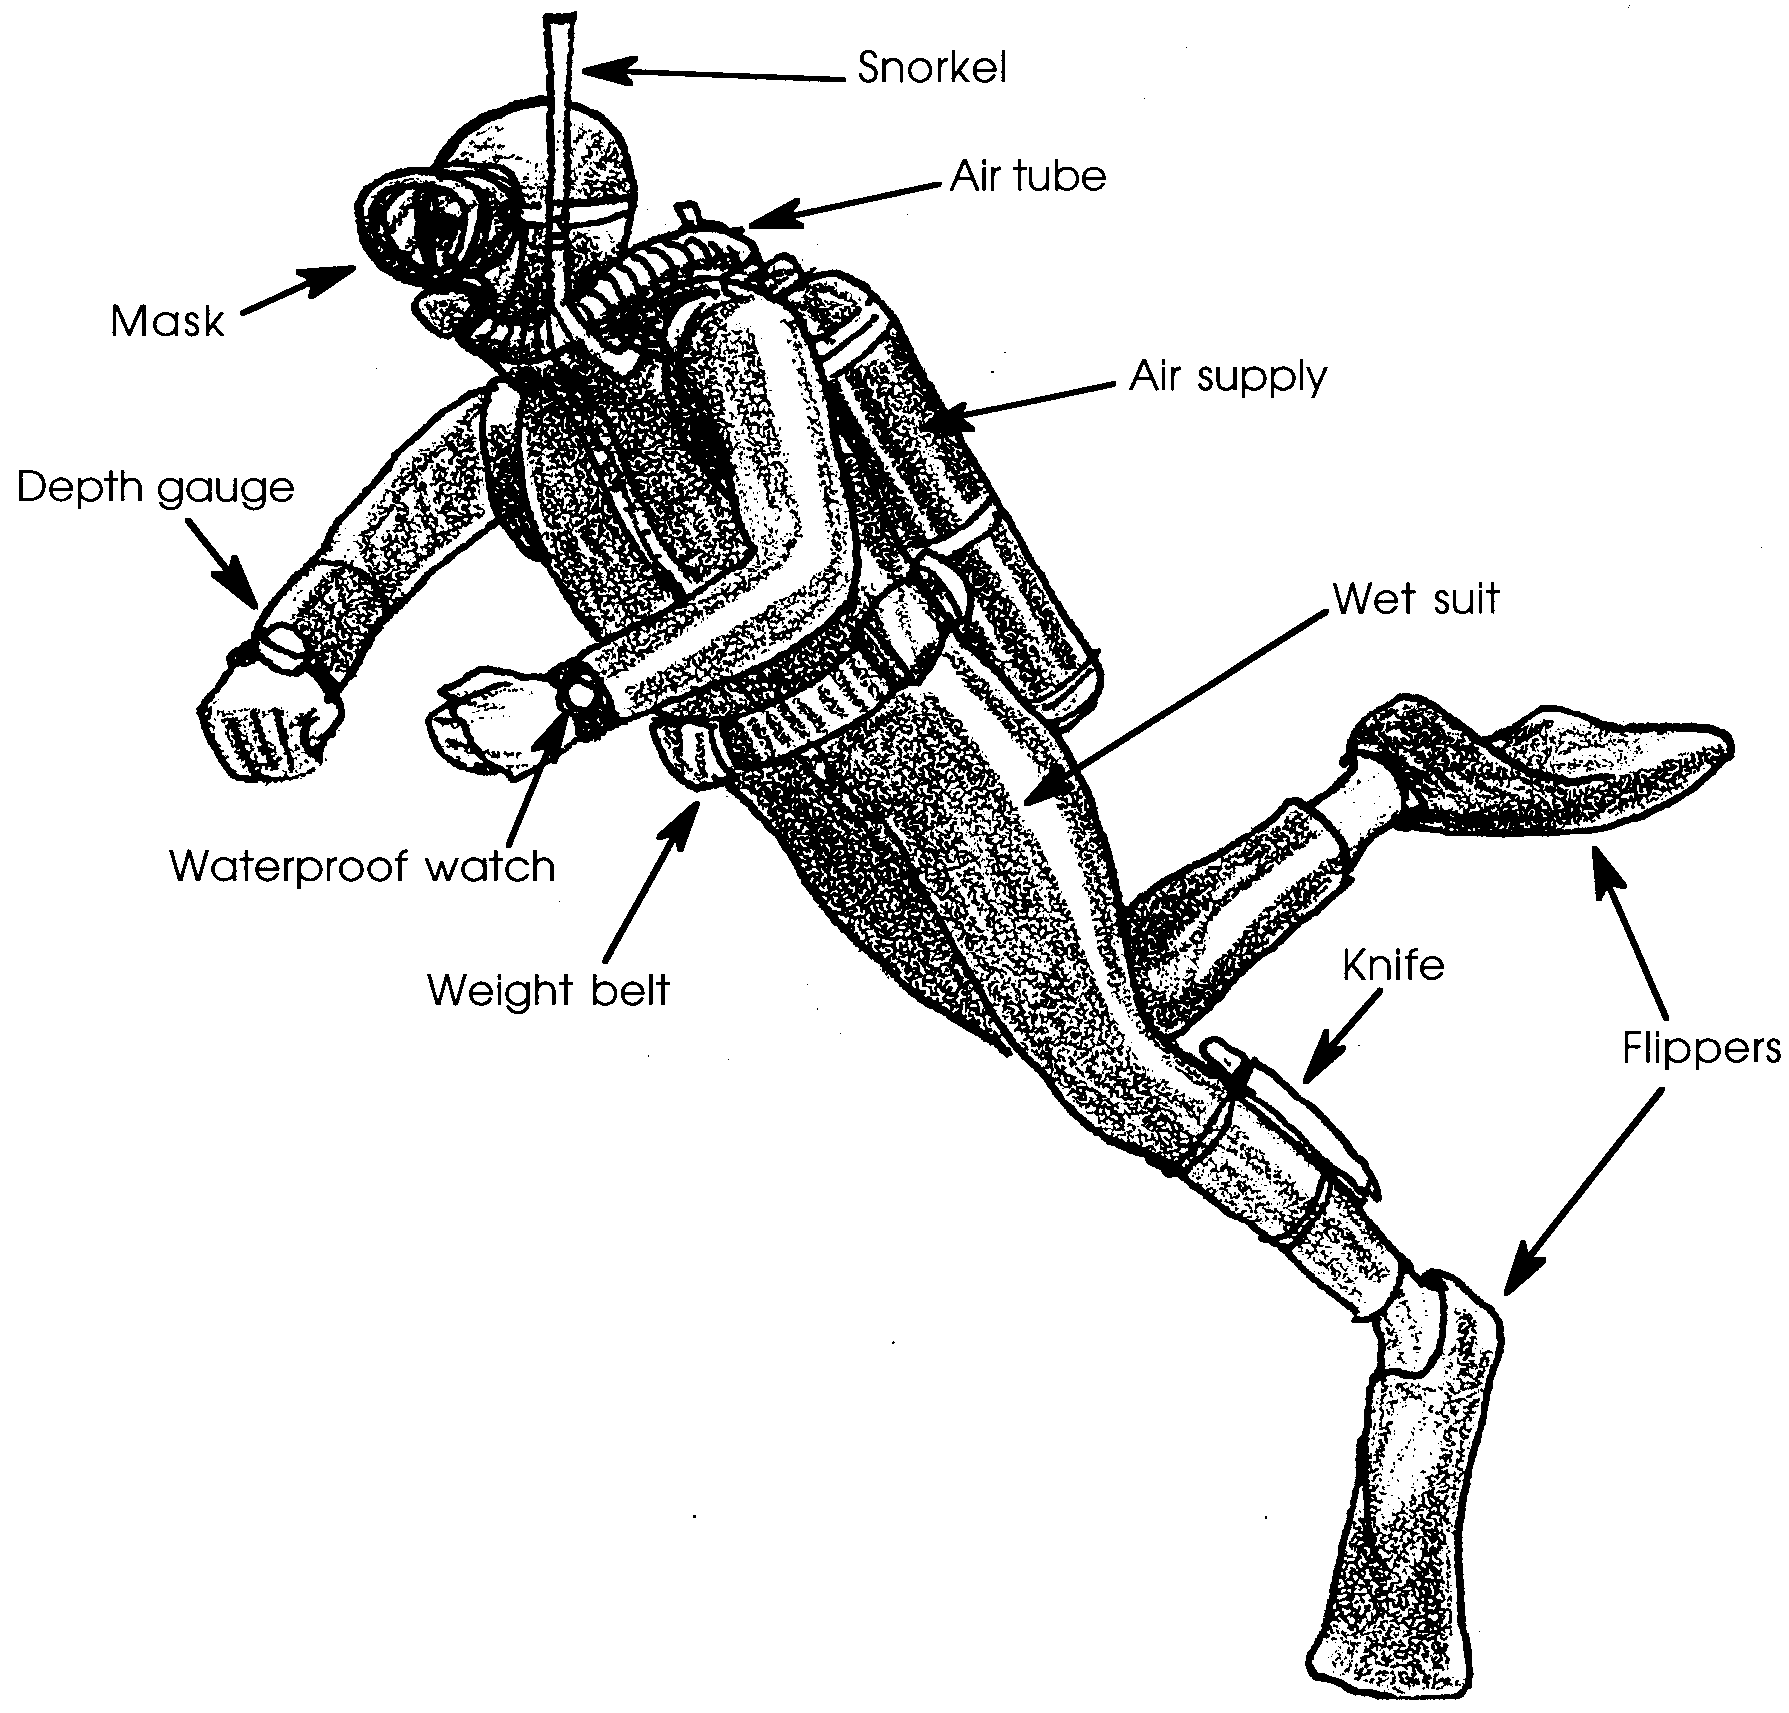 Snorkel
Air tube
Mask
Air supply
Depth gauge
Wet suit
Waterproof watch
Weight belt
Knife
Flippers